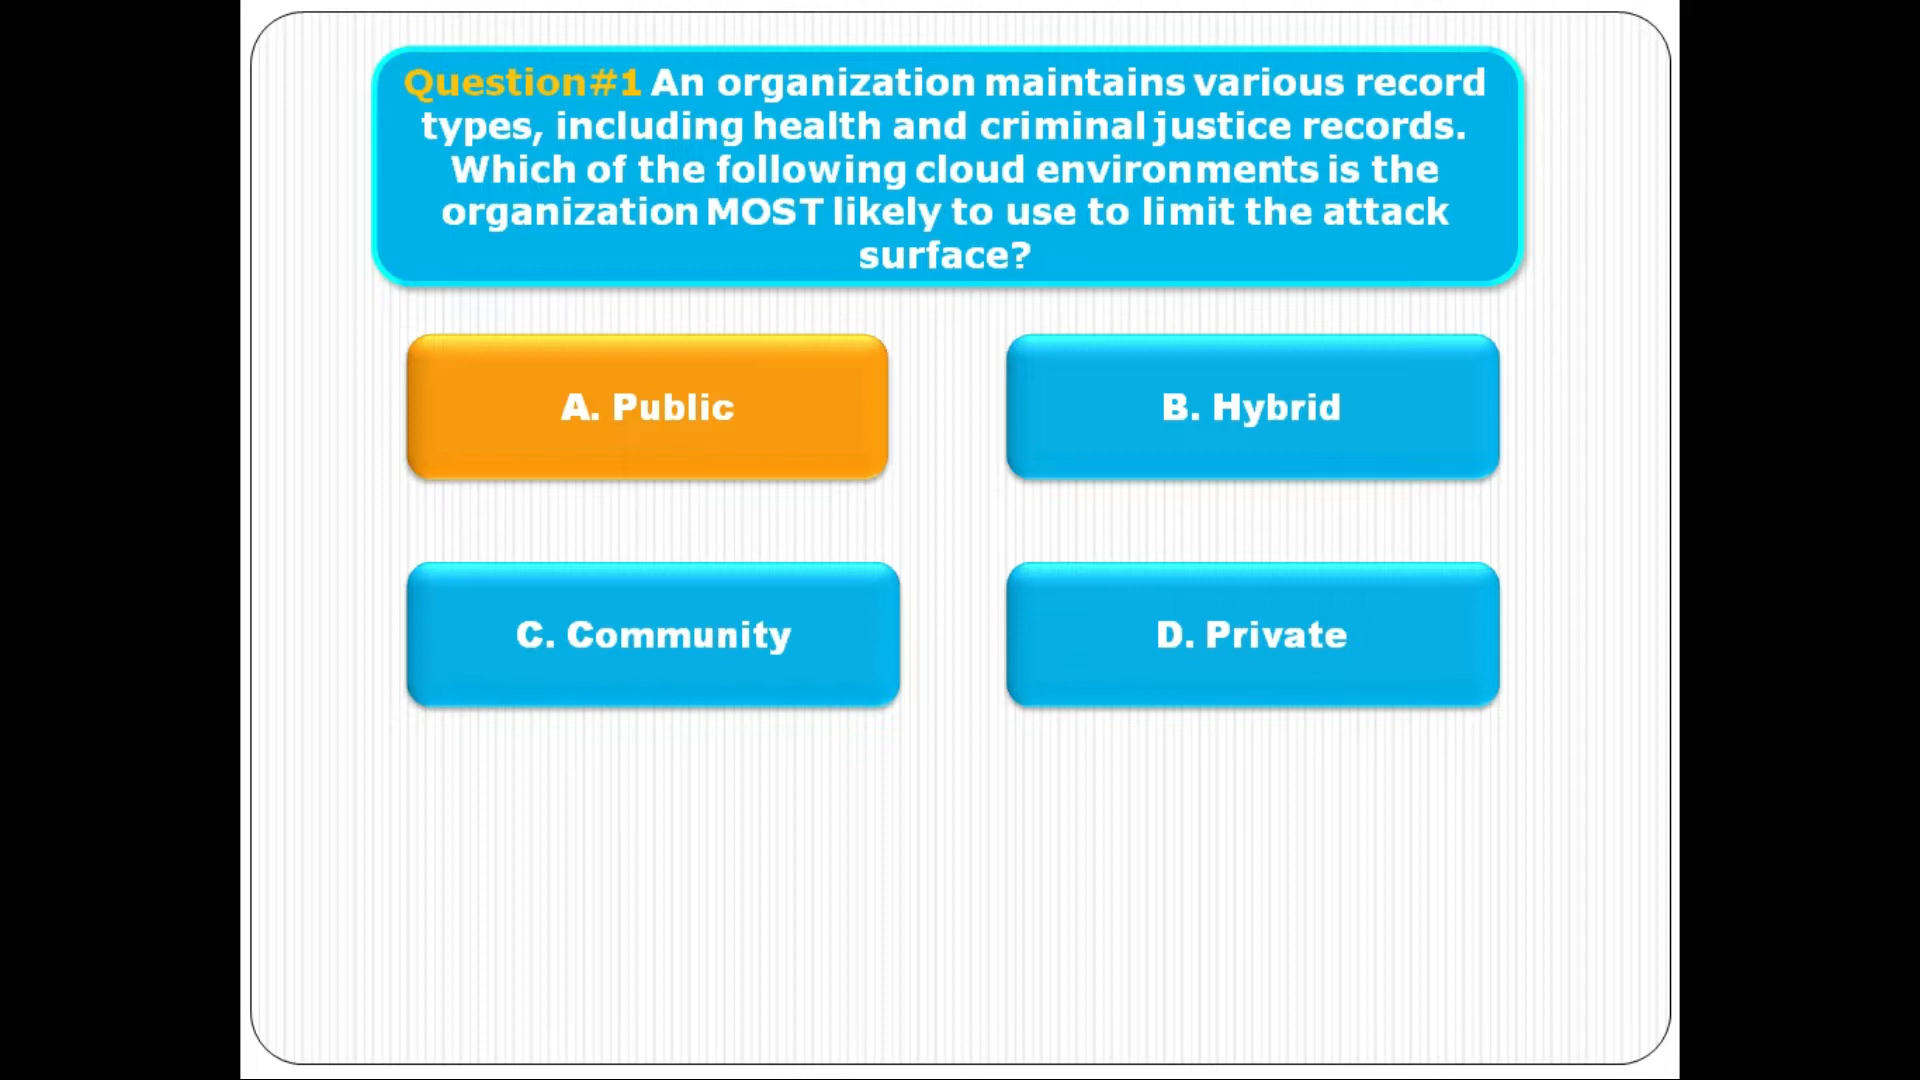 Question#1 An organization maintains various record
types, including health and criminal justice records.
Which of the following cloud environments is the
organization MOST likely to use to limit the attack
surface?
A. Public
B. Hybrid
C. Community
D. Private